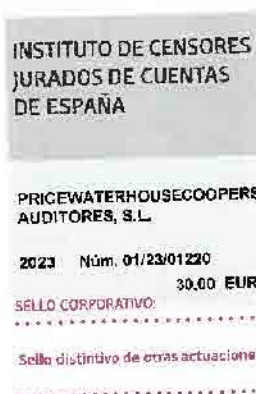 INSTITUTO DE CENSORES
JURADOS DE CUENTAS
DE ESPAÑA
PRICEWATERHOUSECOOPERS
AUDITORES, S.L.
2023 Núm. 01/23/01220
30,00 EUR
SELLO CORPORATIVO:
Sello distintivo de otras actuacione